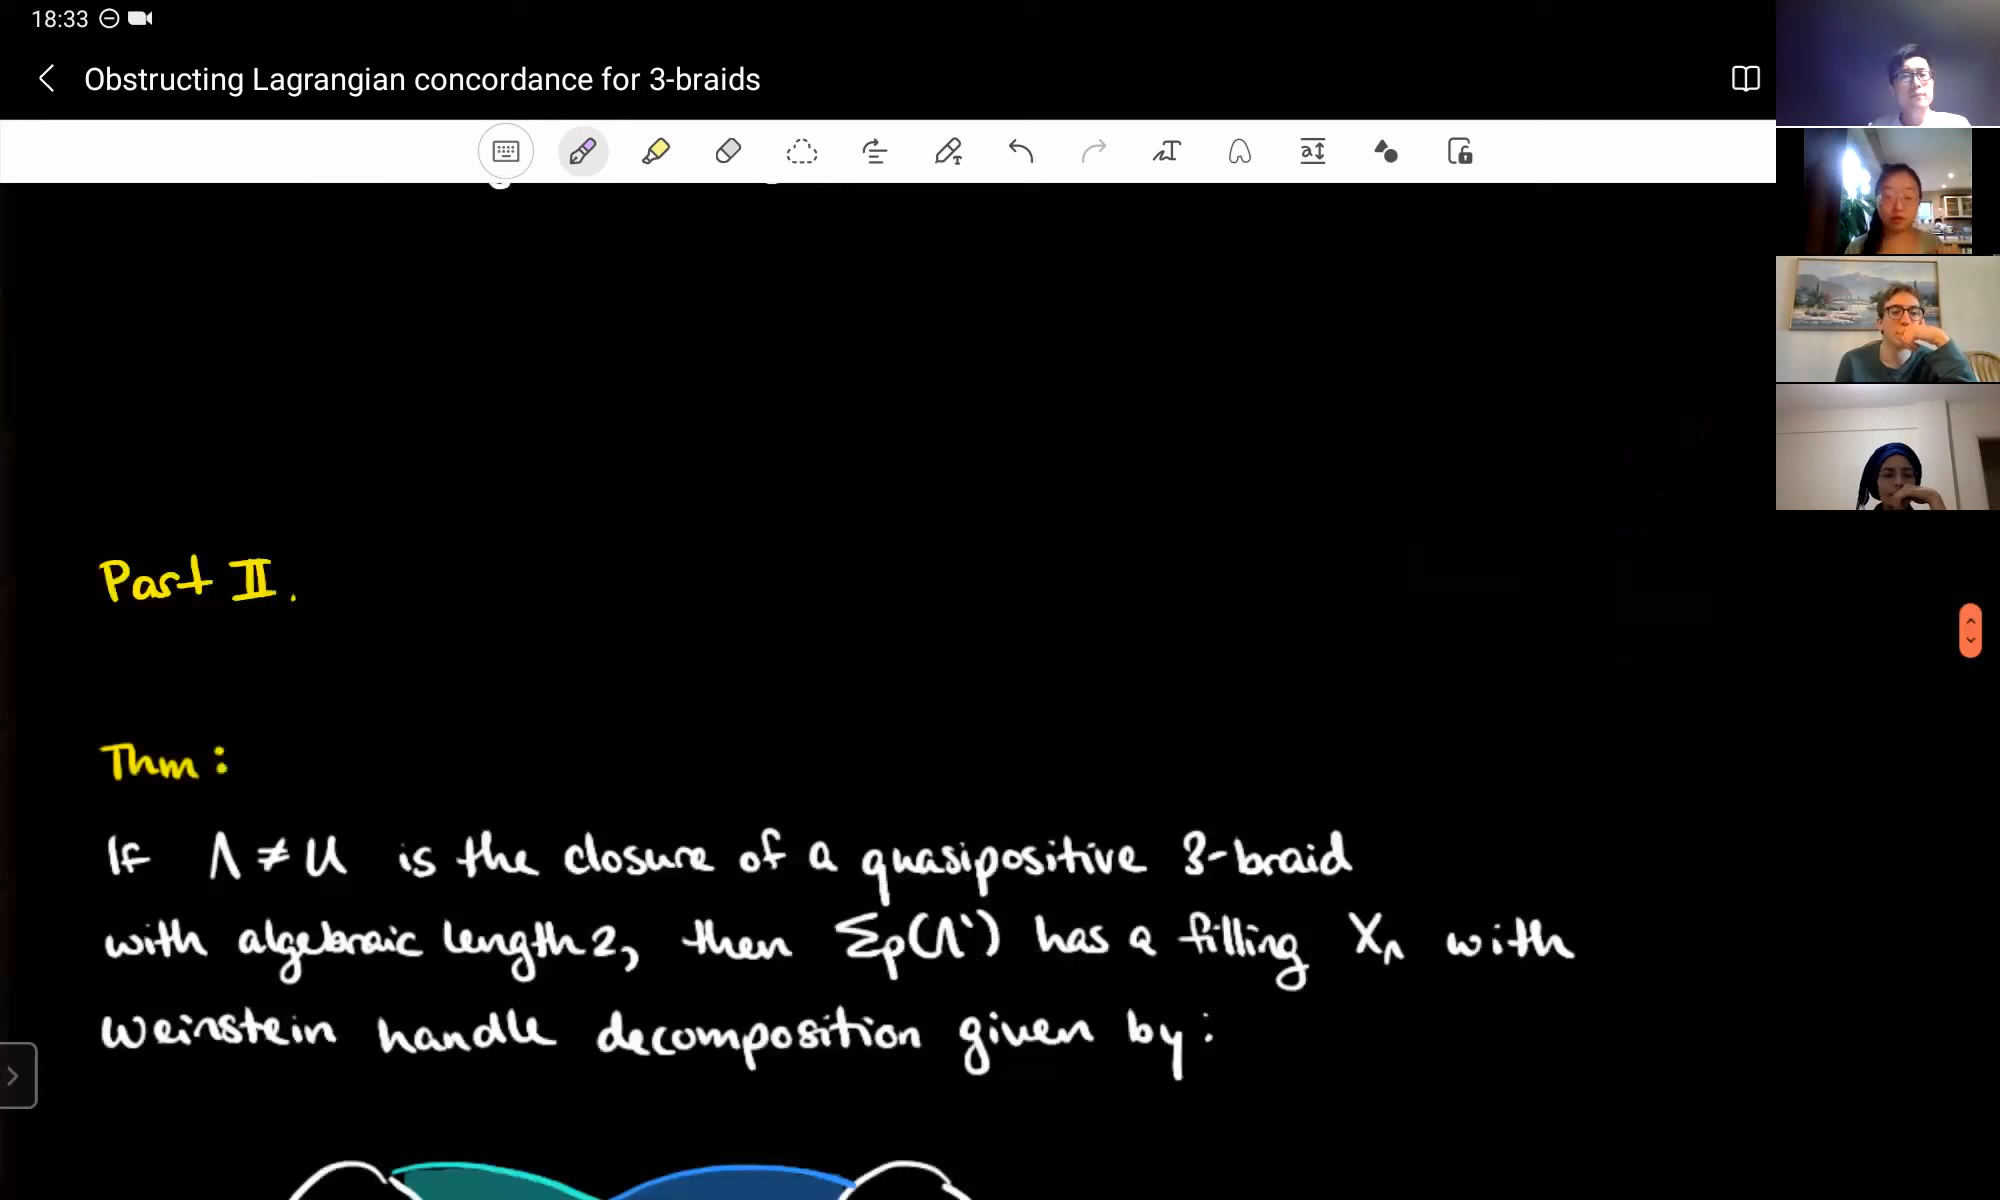 18:33
Obstructing Lagrangian concordance for 3-braids
Part II.
Thm:
If Λ ≠ U is the closure of a quasipositive 3-braid
with algebraic length 2, then Σp(Λ') has a filling X_Λ with
Weinstein handle decomposition given by: